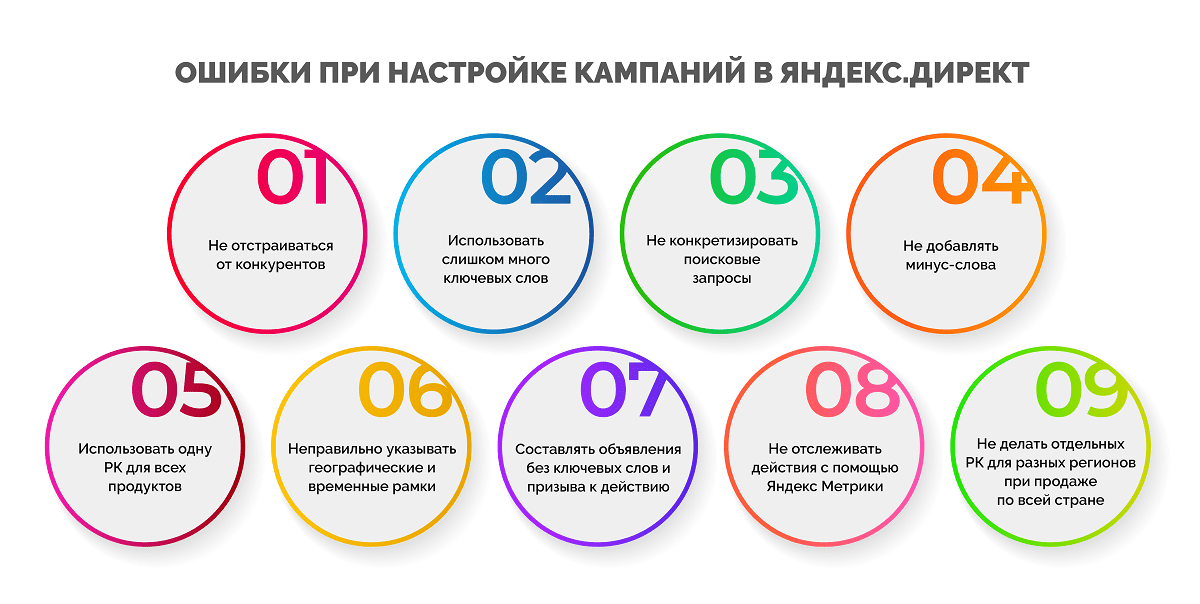 ОШИБКИ ПРИ НАСТРОЙКЕ КАМПАНИЙ В ЯНДЕКС.ДИРЕКТ
01
Не отстраиваться
от конкурентов
02
Использовать
слишком много
ключевых слов
03
Не конкретизировать
поисковые
запросы
04
Не добавлять
минус-слова
05
Использовать одну
РК для всех
продуктов
06
Неправильно указывать
географические и
временные рамки
07
Составлять объявления
без ключевых слов и
призыва к действию
08
Не отслеживать
действия с помощью
Яндекс Метрики
09
Не делать отдельных
РК для разных регионов
при продаже
по всей стране